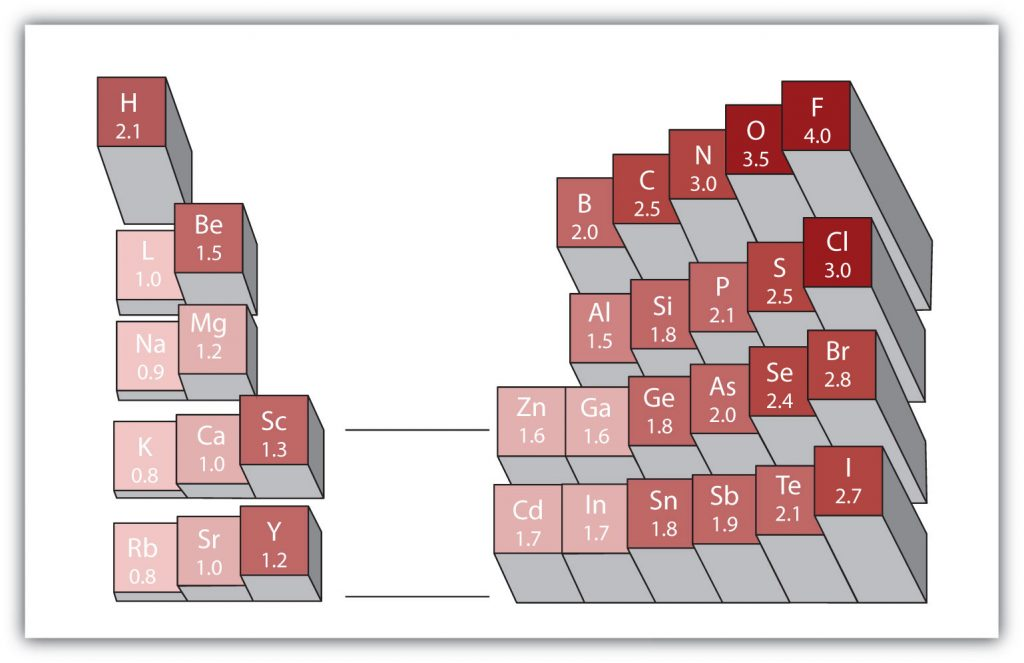 H
2.1
L
1.0
Be
1.5
Na
0.9
Mg
1.2
K
0.8
Ca
1.0
Sc
1.3
Rb
0.8
Sr
1.0
Y
1.2
B
2.0
C
2.5
N
3.0
O
3.5
F
4.0
Al
1.5
Si
1.8
P
2.1
S
2.5
Cl
3.0
Zn
1.6
Ga
1.6
Ge
1.8
As
2.0
Se
2.4
Br
2.8
Cd
1.7
In
1.7
Sn
1.8
Sb
1.9
Te
2.1
I
2.7